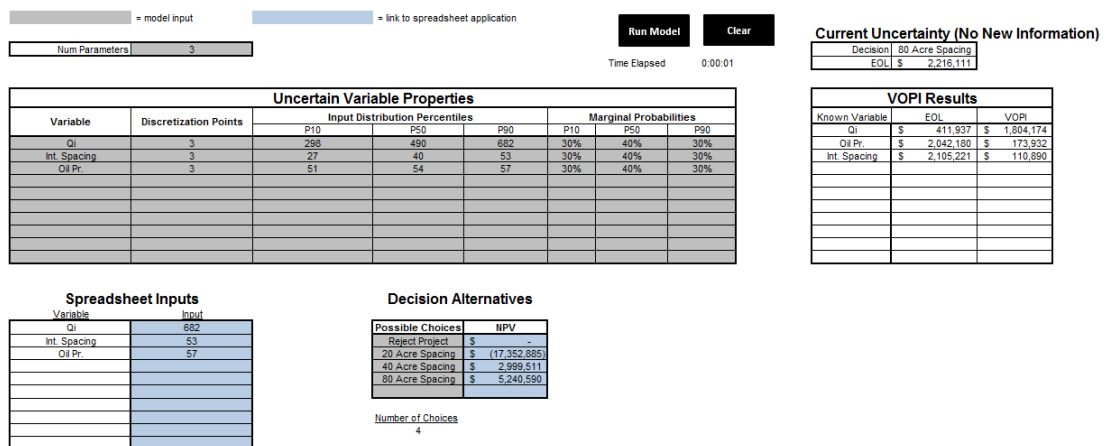 = model input
= link to spreadsheet application
Run Model
Clear
Current Uncertainty (No New Information)
Num Parameters 3
Decision 80 Acre Spacing
Time Elapsed 0:00:01
EOL $ 2,216,111
Uncertain Variable Properties
Variable Discretization Points Input Distribution Percentiles Marginal Probabilities
P10 P50 P90 P10 P50 P90
Qi 3 298 490 682 30% 40% 30%
Int. Spacing 3 27 40 53 30% 40% 30%
Oil Pr. 3 51 54 57 30% 40% 30%
VOPI Results
Known Variable EOL VOPI
Qi $ 411,937 $ 1,804,174
Oil Pr. $ 2,042,180 $ 173,932
Int. Spacing $ 2,105,221 $ 110,890
Spreadsheet Inputs
Variable Input
Qi 682
Int. Spacing 53
Oil Pr. 57
Decision Alternatives
Possible Choices NPV
Reject Project $ -
20 Acre Spacing $ (17,352,885)
40 Acre Spacing $ 2,999,511
80 Acre Spacing $ 5,240,590
Number of Choices
4